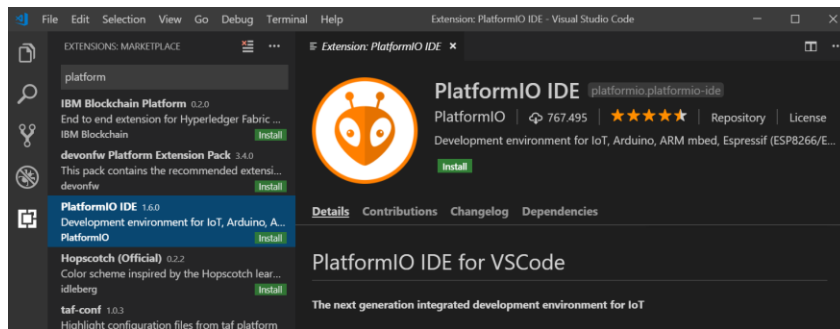 File Edit Selection View Go Debug Terminal Help Extension: PlatformIO IDE - Visual Studio Code
EXTENSIONS: MARKETPLACE
platform
IBM Blockchain Platform 0.2.0
End to end extension for Hyperledger Fabric ...
IBM Blockchain Install
devonfw Platform Extension Pack 3.4.0
This pack contains the recommended extensi...
devonfw Install
PlatformIO IDE 1.6.0
Development environment for IoT, Arduino, A...
PlatformIO Install
Hopscotch (Official) 0.2.2
Color scheme inspired by the Hopscotch lear...
idleberg Install
taf-conf 1.0.3
Highlight configuration files from taf platform
Extension: PlatformIO IDE
PlatformIO IDE platformio.platformio-ide
PlatformIO 767.495 Repository License
Development environment for IoT, Arduino, ARM mbed, Espressif (ESP8266/E...
Install
Details Contributions Changelog Dependencies
PlatformIO IDE for VSCode
The next generation integrated development environment for IoT